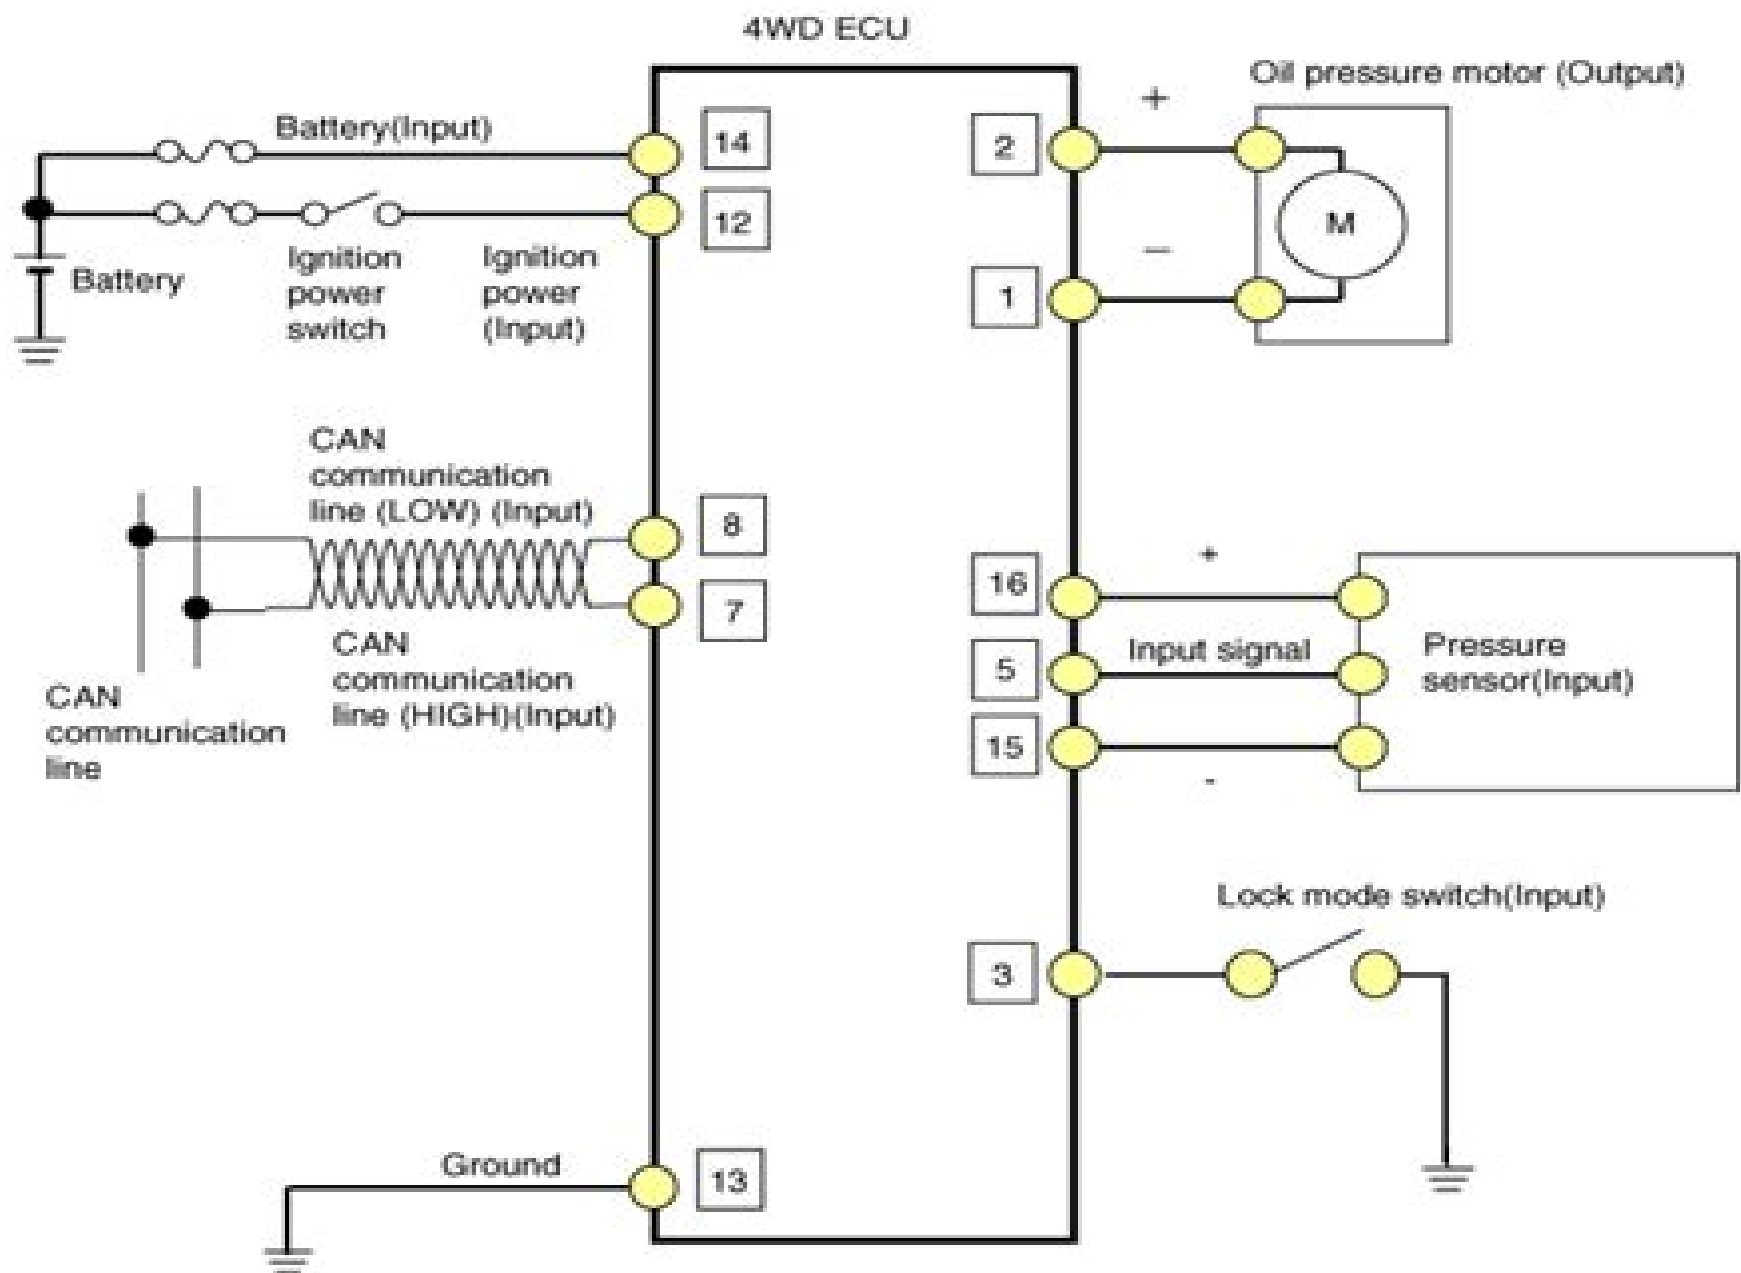 4WD ECU
Oil pressure motor (Output)
Battery(Input)
14
2
+
12
M
Ignition
power
switch
Ignition
power
(Input)
Battery
1
–
CAN
communication
line (LOW) (Input)
8
7
CAN
communication
line (HIGH)(Input)
CAN
communication
line
16
+
5
Input signal
Pressure
sensor(Input)
15
-
Lock mode switch(Input)
3
Ground
13